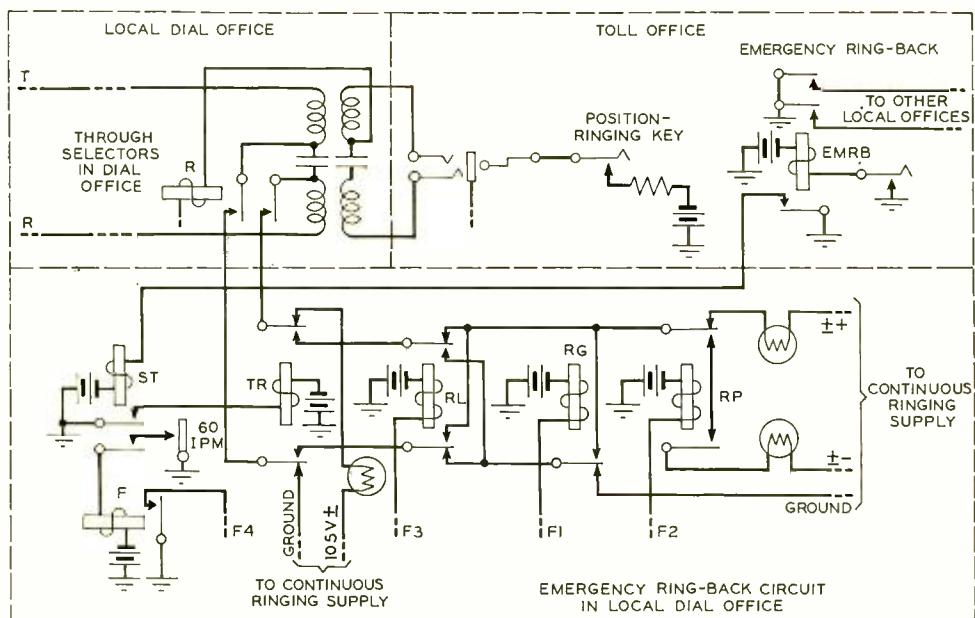 LOCAL DIAL OFFICE
TOLL OFFICE
EMERGENCY RING-BACK
T
TO OTHER
LOCAL OFFICES
THROUGH
SELECTORS
IN DIAL
OFFICE
R
POSITION-
RINGING KEY
EMRB
R
ST
TR
RL
RG
RP
±+
TO
CONTINUOUS
RINGING
SUPPLY
60
IPM
±-
GROUND
F
F4
GROUND
105V±
F3
F1
F2
TO CONTINUOUS
RINGING SUPPLY
EMERGENCY RING-BACK CIRCUIT
IN LOCAL DIAL OFFICE